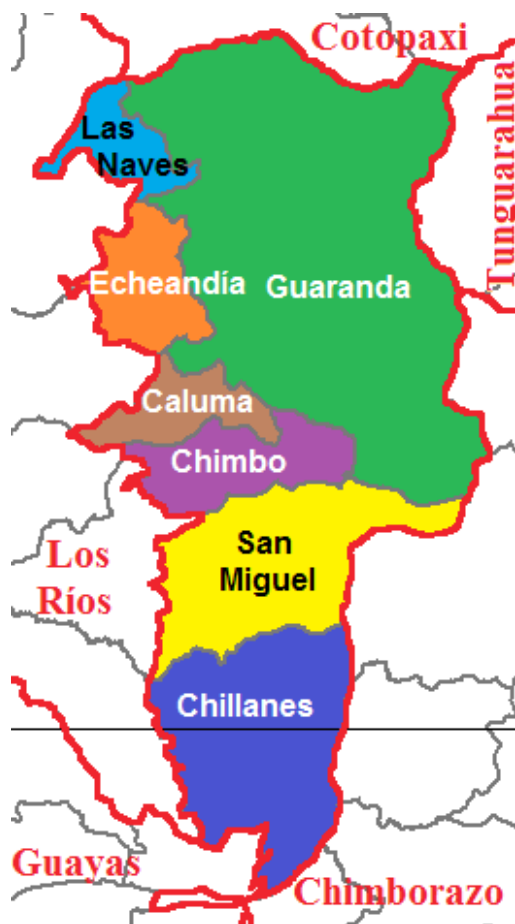 Cotopaxi
Tunguarahua
Las
Naves
Echeandía
Guaranda
Caluma
Chimbo
San
Miguel
Los
Ríos
Chillanes
Guayas
Chimborazo